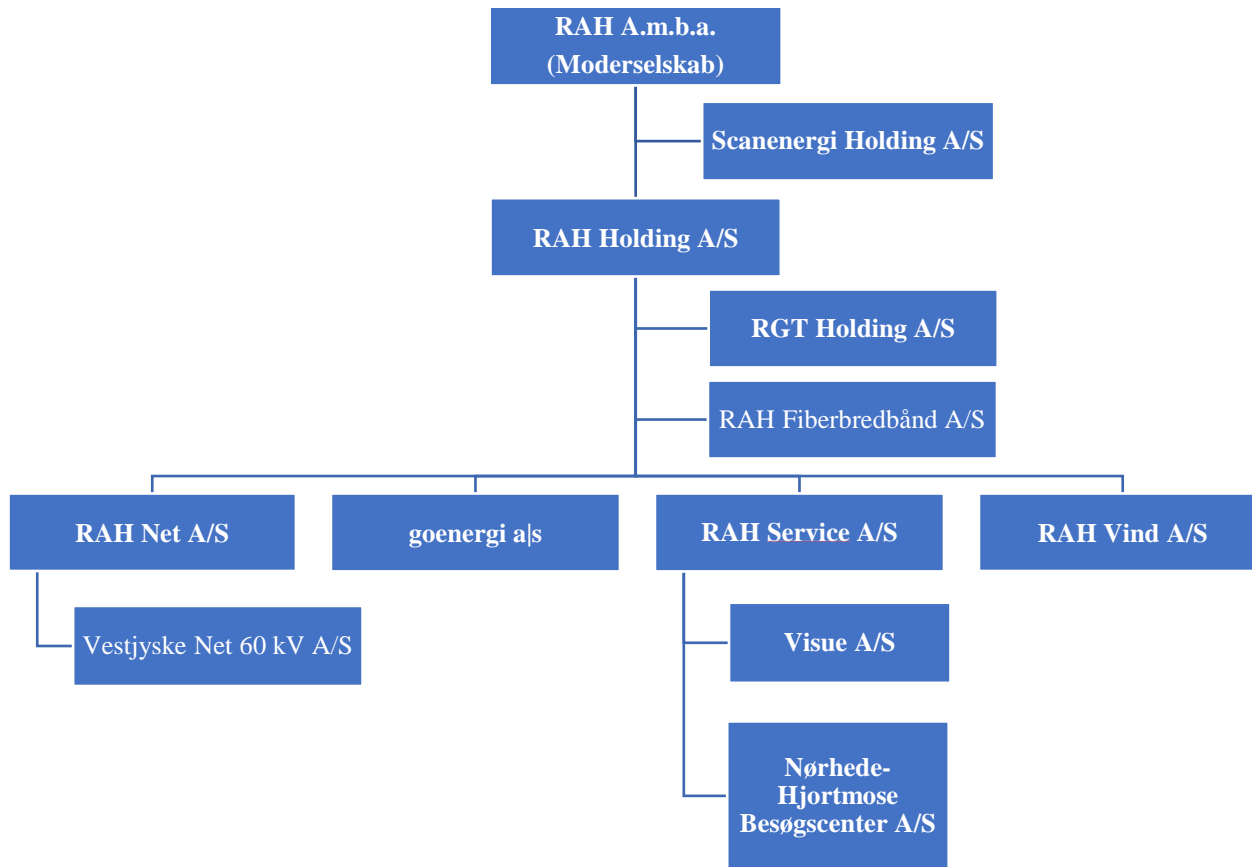 RAH A.m.b.a.
(Moderselskab)
Scanenergi Holding A/S
RAH Holding A/S
RGT Holding A/S
RAH Fiberbredbånd A/S
RAH Net A/S
goenergi a|s
RAH Service A/S
RAH Vind A/S
Vestjyske Net 60 kV A/S
Visue A/S
Nørhede-
Hjortmose
Besøgscenter A/S